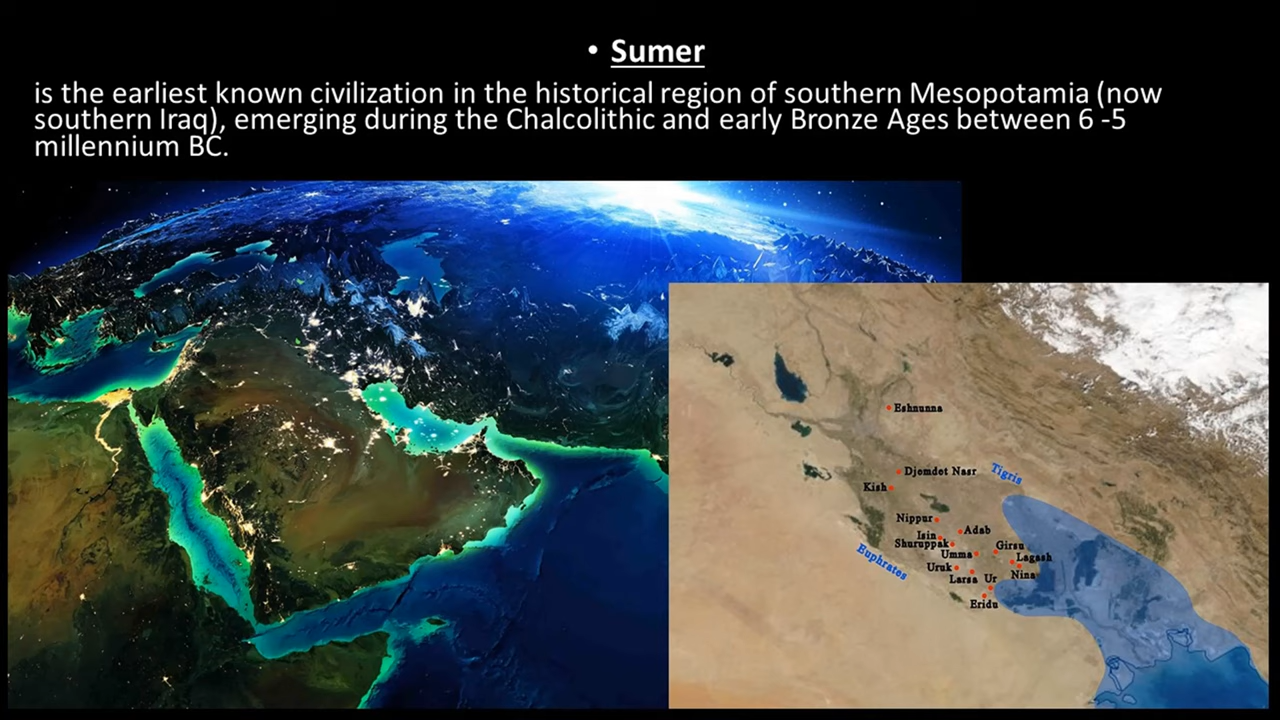 • Sumer
is the earliest known civilization in the historical region of southern Mesopotamia (now
southern Iraq), emerging during the Chalcolithic and early Bronze Ages between 6 -5
millennium BC.
Eshnunna
Djemdet Nasr
Tigris
Kish
Nippur
Adab
Isin
Shuruppak
Girsu
Umma
Lagash
Euphrates
Uruk
Larsa
Ur
Nina
Eridu